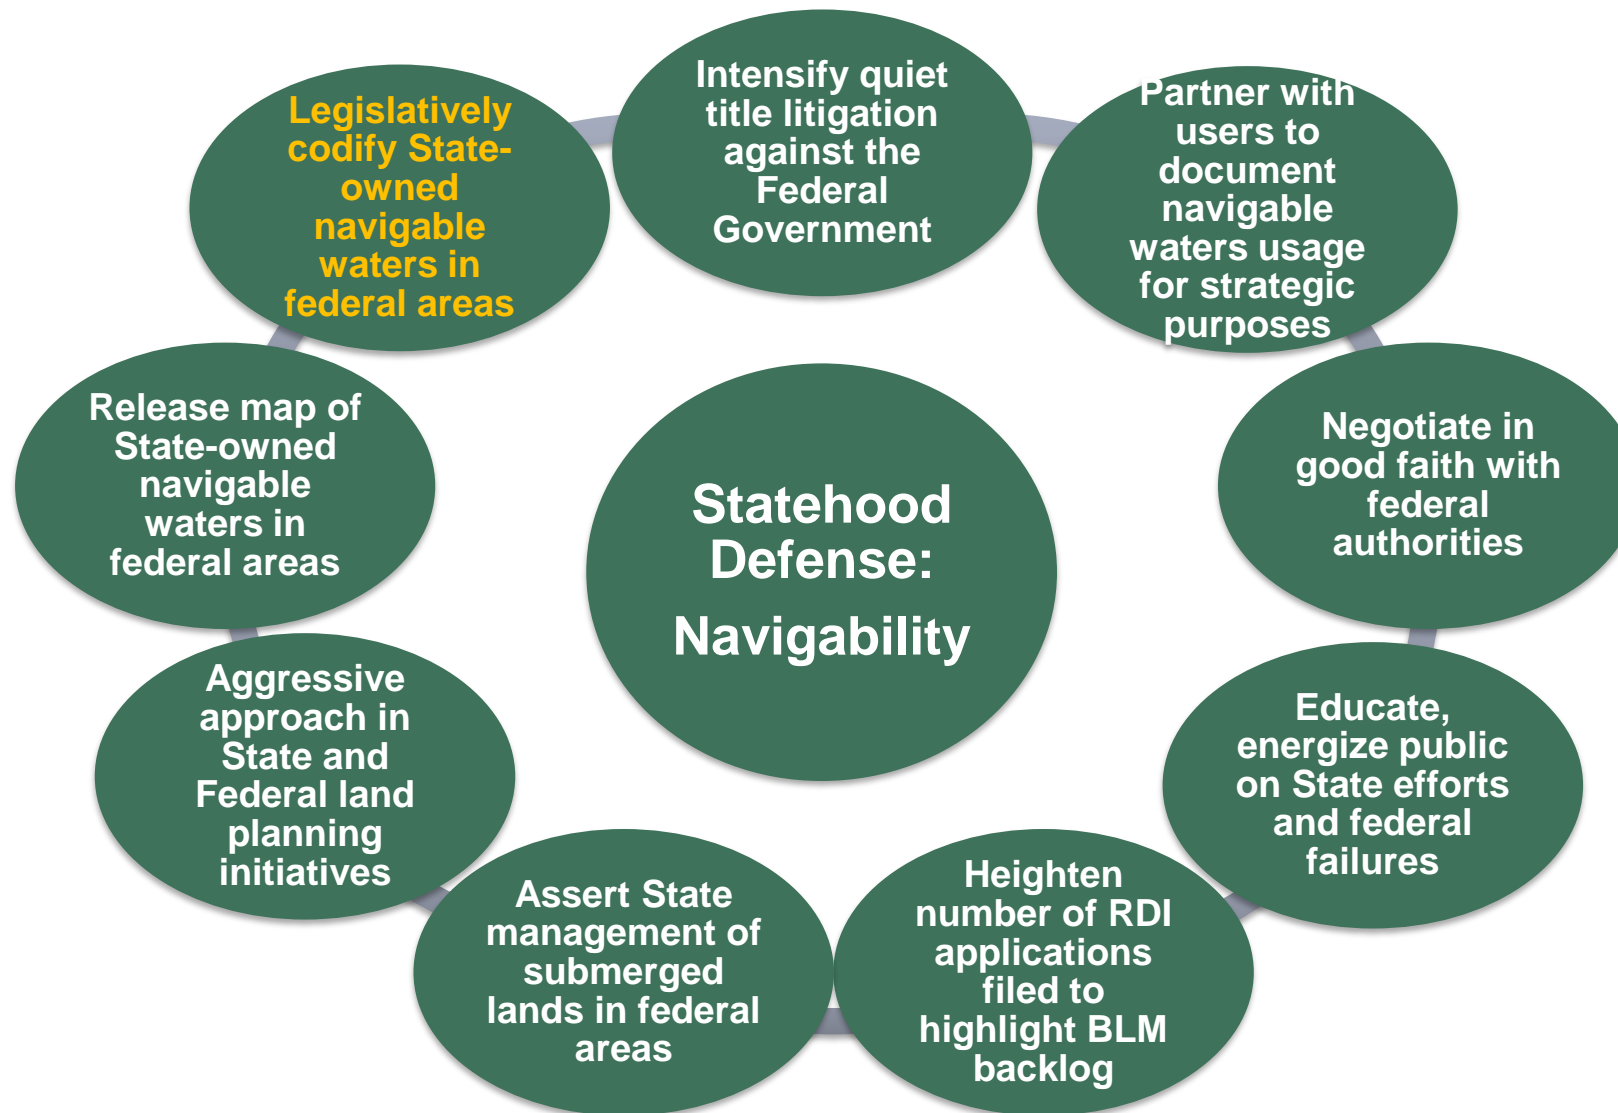 Intensify quiet
title litigation
against the
Federal
Government
Partner with
users to
document
navigable
waters usage
for strategic
purposes
Negotiate in
good faith with
federal
authorities
Educate,
energize public
on State efforts
and federal
failures
Heighten
number of RDI
applications
filed to
highlight BLM
backlog
Assert State
management of
submerged
lands in federal
areas
Aggressive
approach in
State and
Federal land
planning
initiatives
Release map of
State-owned
navigable
waters in
federal areas
Legislatively
codify State-
owned
navigable
waters in
federal areas
Statehood
Defense:
Navigability